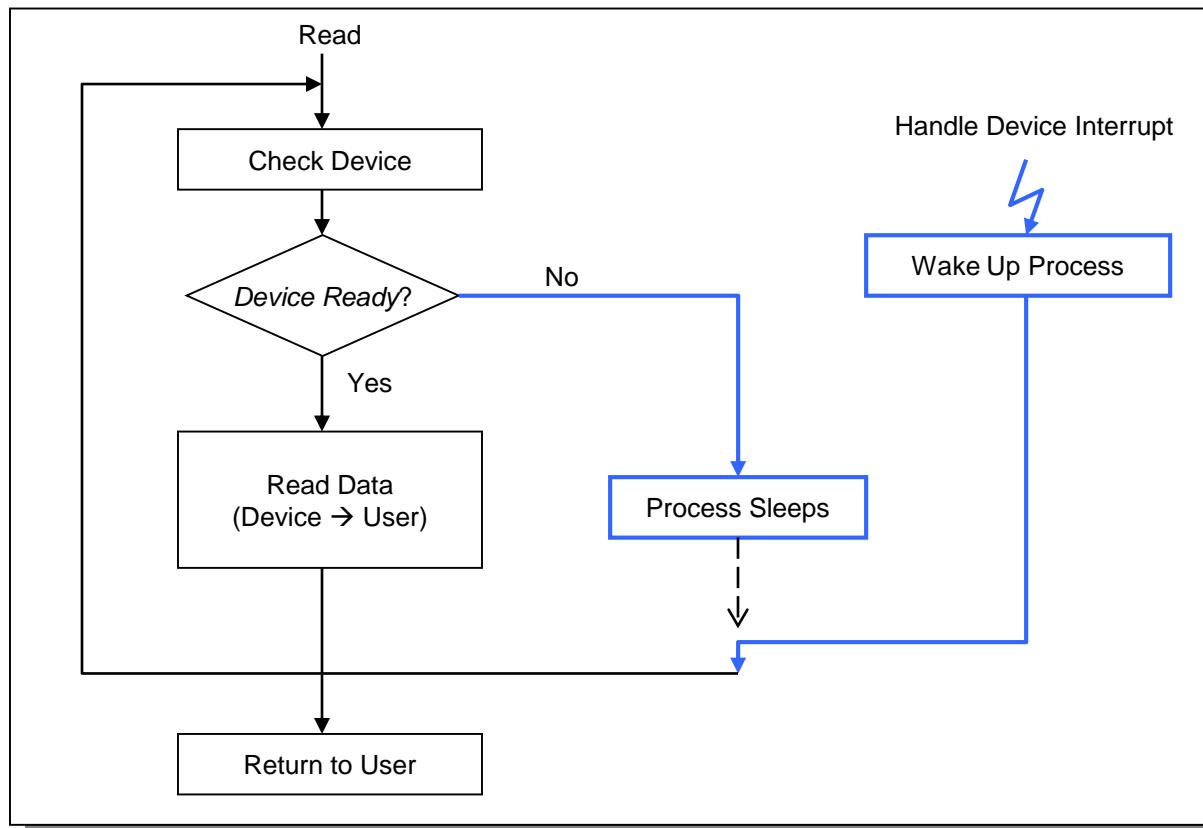 Read
Handle Device Interrupt
Check Device
Wake Up Process
Device Ready?
No
Yes
Read Data
(Device → User)
Process Sleeps
Return to User